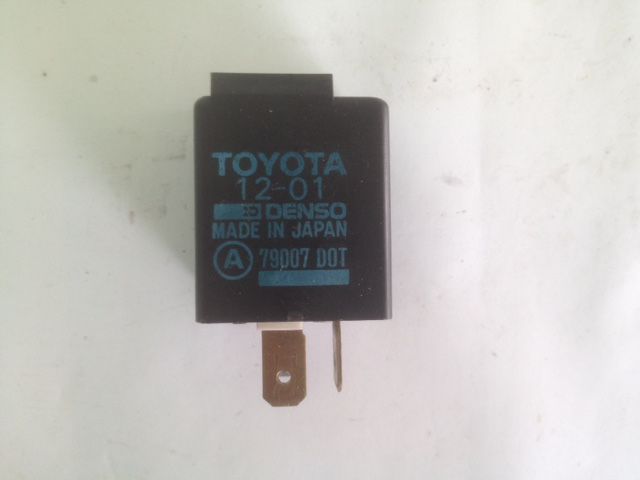 TOYOTA
12-01
DENSO
MADE IN JAPAN
A 79007 DOT